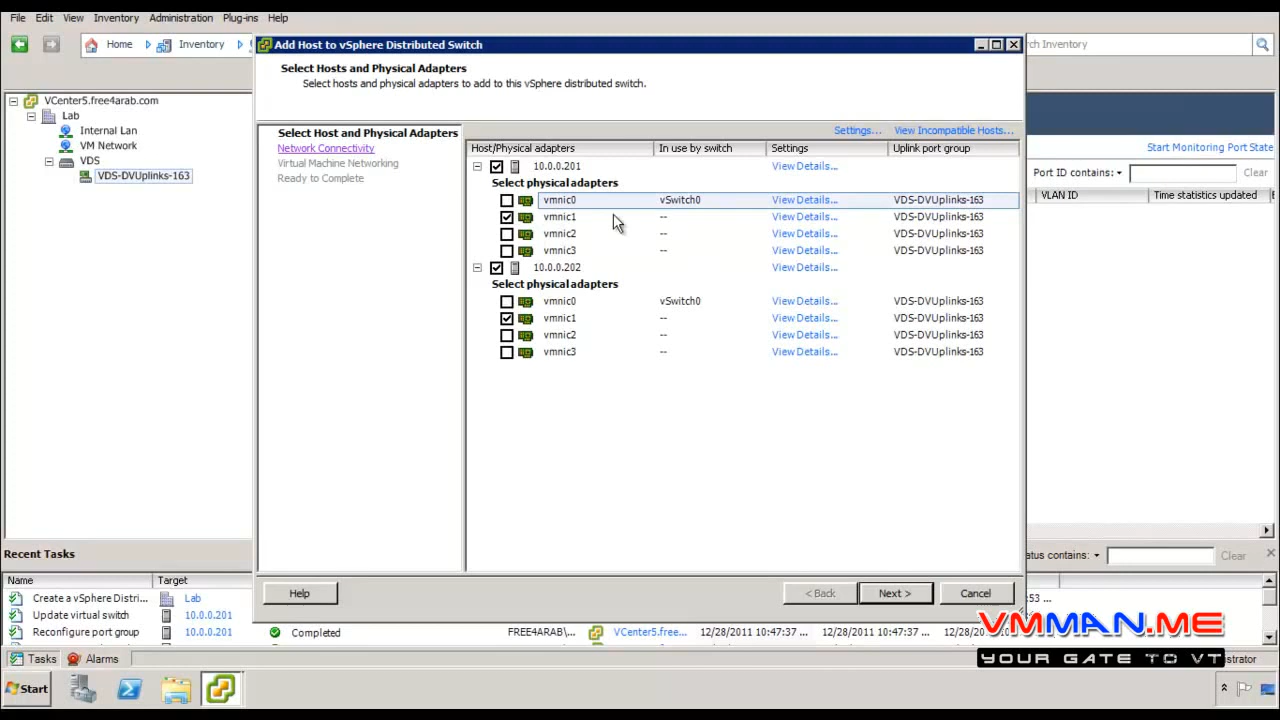 File Edit View Inventory Administration Plug-ins Help
Add Host to vSphere Distributed Switch
Home Inventory
ch Inventory
Select Hosts and Physical Adapters
Select hosts and physical adapters to add to this vSphere distributed switch.
VCenter5.free4arab.com
Lab
Internal Lan
VM Network
VDS
VDS-DVUplinks-163
Select Host and Physical Adapters
Network Connectivity
Virtual Machine Networking
Ready to Complete
Settings... View Incompatible Hosts...
Host/Physical adapters In use by switch Settings Uplink port group
10.0.0.201 View Details...
Select physical adapters
vmnic0 vSwitch0 View Details... VDS-DVUplinks-163
vmnic1 -- View Details... VDS-DVUplinks-163
vmnic2 -- View Details... VDS-DVUplinks-163
vmnic3 -- View Details... VDS-DVUplinks-163
10.0.0.202 View Details...
Select physical adapters
vmnic0 vSwitch0 View Details... VDS-DVUplinks-163
vmnic1 -- View Details... VDS-DVUplinks-163
vmnic2 -- View Details... VDS-DVUplinks-163
vmnic3 -- View Details... VDS-DVUplinks-163
Start Monitoring Port State
Port ID contains: Clear
VLAN ID Time statistics updated
Help < Back Next > Cancel
Recent Tasks
atus contains: Clear
Name Target
Create a vSphere Distri... Lab :53 ...
Update virtual switch 10.0.0.201
Reconfigure port group 10.0.0.201 Completed FREE4ARAB\... VCenter5.free... 12/28/2011 10:47:37 ... 12/28/2011 10:47:37 ... 12/28/20
VMMAN.ME
YOUR GATE TO VT
Tasks Alarms istrator
Start